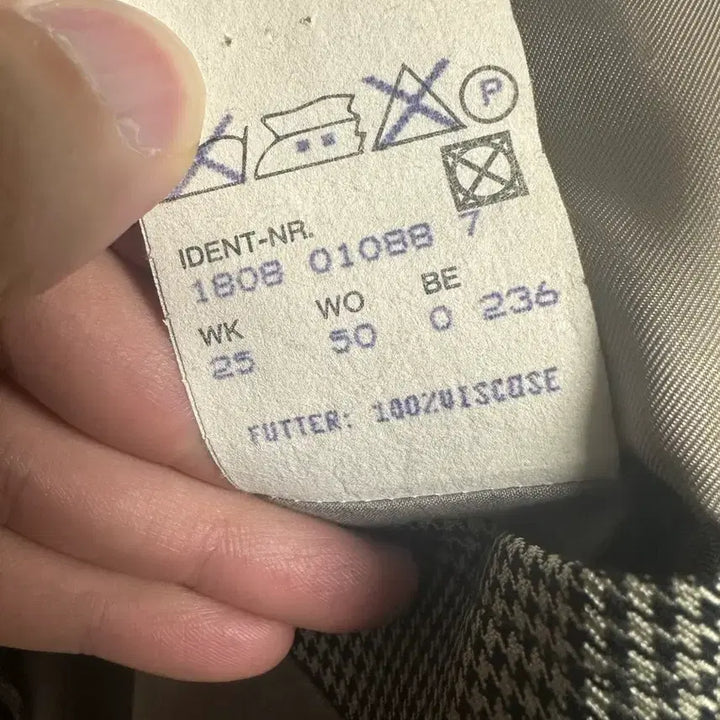 P
IDENT-NR.
1808 01088 7
WK WO BE
25 50 0 236
FUTTER: 100%VISCOSE